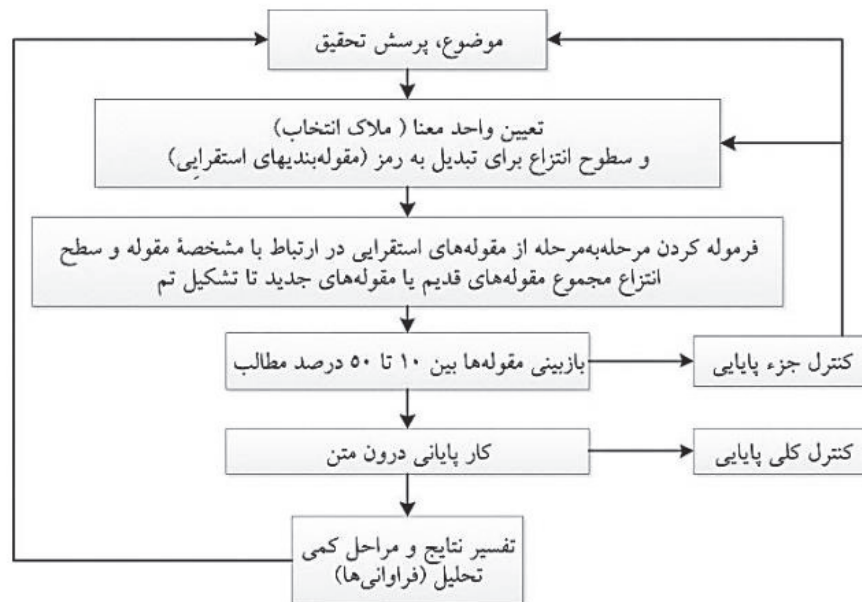 موضوع، پرسش تحقیق
تعیین واحد معنا ( ملاک انتخاب)
و سطوح انتزاع برای تبدیل به رمز (مقوله‌بندیهای استقرایِی)
فرموله کردن مرحله‌به‌مرحله از مقوله‌های استقرایی در ارتباط با مشخصهٔ مقوله و سطح
انتزاع مجموع مقوله‌های قدیم یا مقوله‌های جدید تا تشکیل تم
بازبینی مقوله‌ها بین ۱۰ تا ۵۰ درصد مطالب
کنترل جزء پایایی
کار پایانی درون متن
کنترل کلی پایایی
تفسیر نتایج و مراحل کمی
تحلیل (فراوانی‌ها)